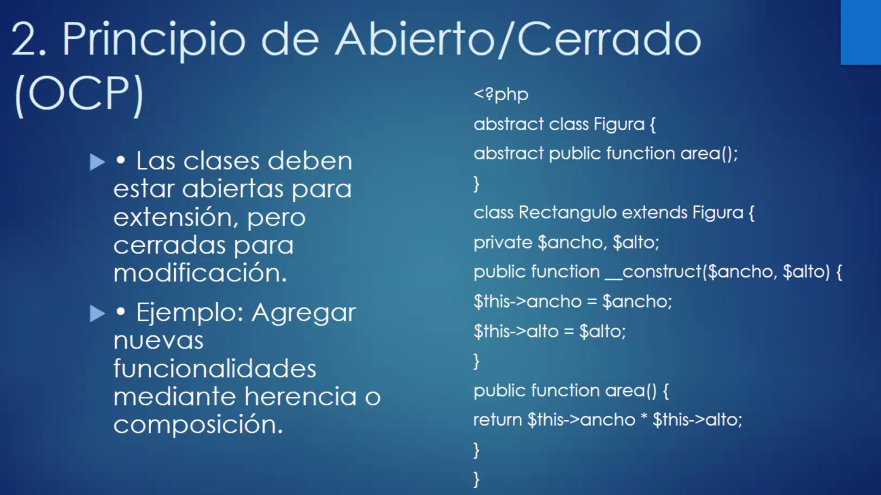 2. Principio de Abierto/Cerrado
(OCP)
• Las clases deben
estar abiertas para
extensión, pero
cerradas para
modificación.
• Ejemplo: Agregar
nuevas
funcionalidades
mediante herencia o
composición.
<?php
abstract class Figura {
abstract public function area();
}
class Rectangulo extends Figura {
private $ancho, $alto;
public function __construct($ancho, $alto) {
$this->ancho = $ancho;
$this->alto = $alto;
}
public function area() {
return $this->ancho * $this->alto;
}
}